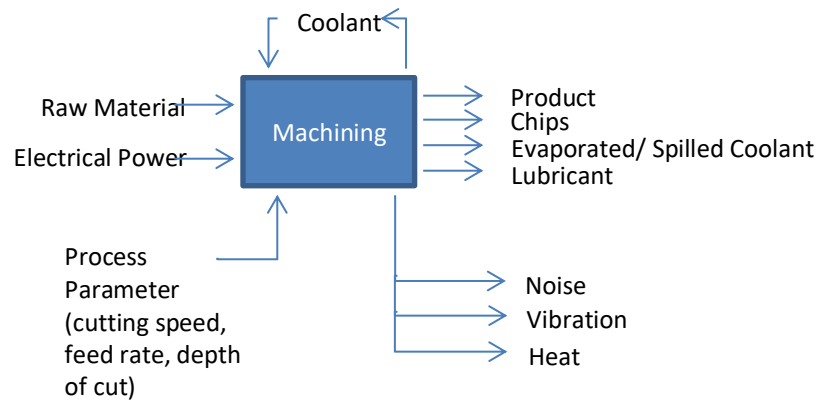 Coolant
Raw Material
Electrical Power
Machining
Product
Chips
Evaporated/ Spilled Coolant
Lubricant
Process
Parameter
(cutting speed,
feed rate, depth
of cut)
Noise
Vibration
Heat